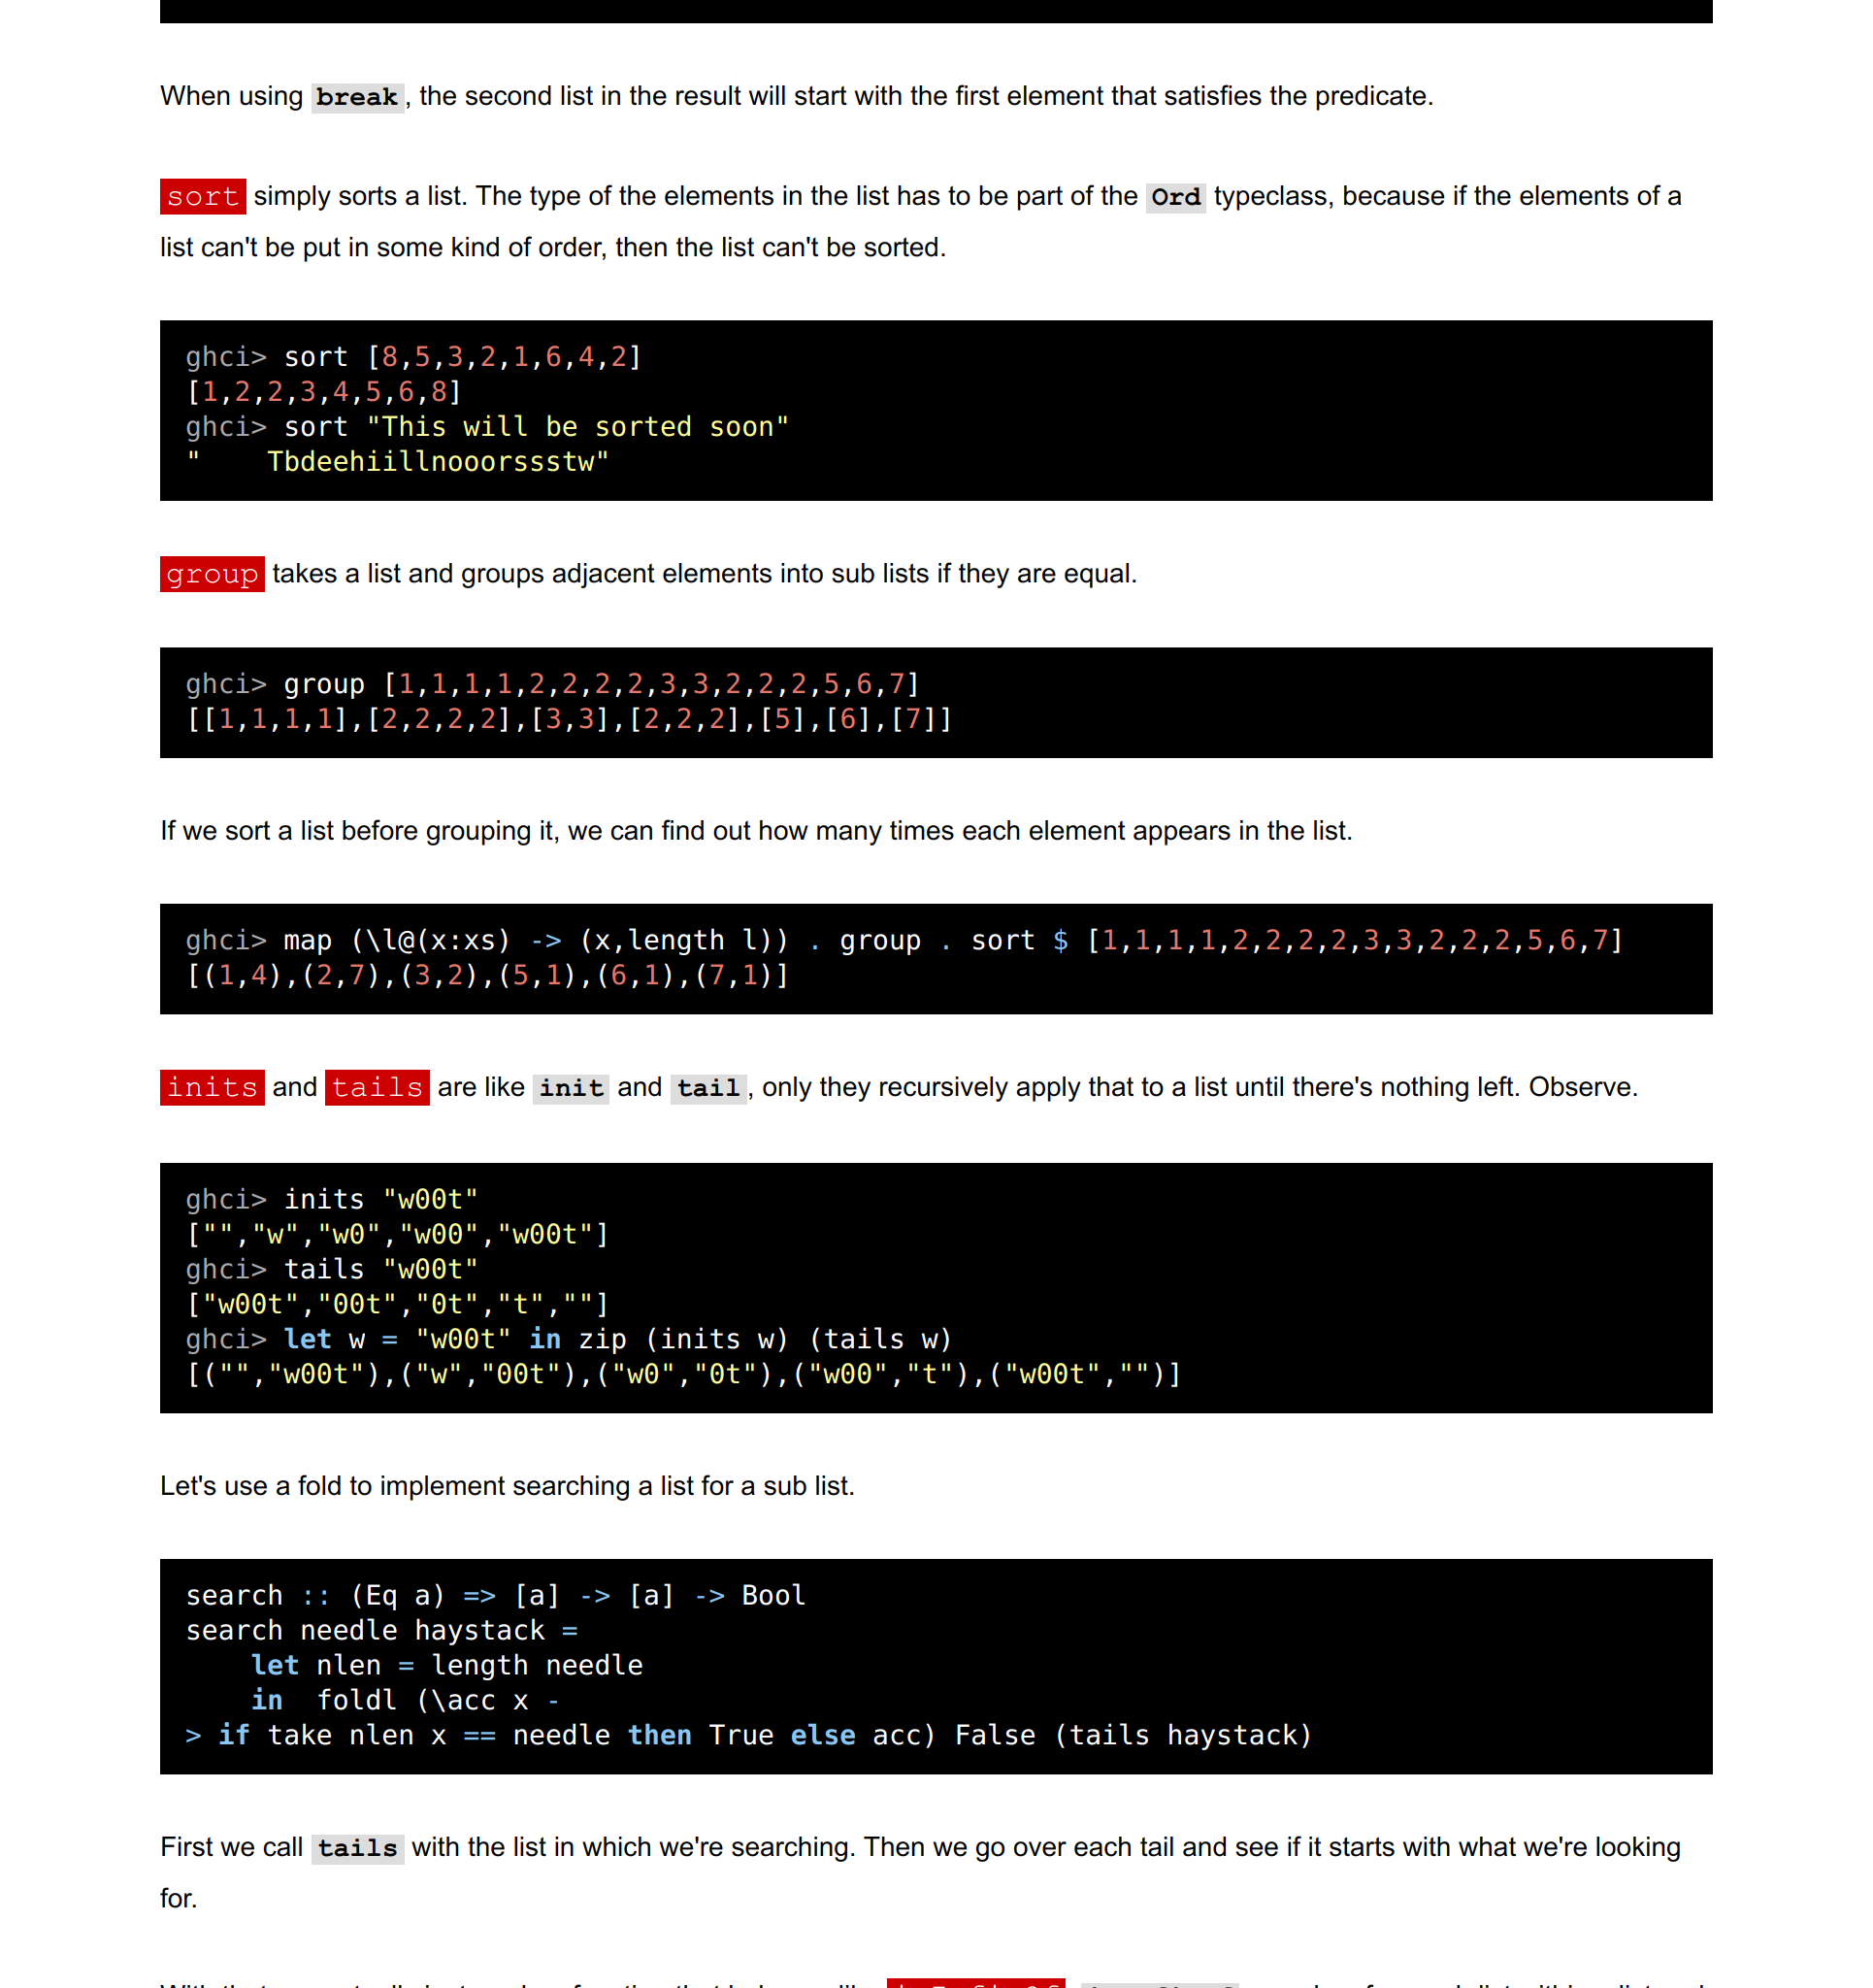 When using break, the second list in the result will start with the first element that satisfies the predicate.
sort simply sorts a list. The type of the elements in the list has to be part of the Ord typeclass, because if the elements of a
list can't be put in some kind of order, then the list can't be sorted.
ghci> sort [8,5,3,2,1,6,4,2]
[1,2,2,3,4,5,6,8]
ghci> sort "This will be sorted soon"
"    Tbdeehiillnooorssstw"
group takes a list and groups adjacent elements into sub lists if they are equal.
ghci> group [1,1,1,1,2,2,2,2,3,3,2,2,2,5,6,7]
[[1,1,1,1],[2,2,2,2],[3,3],[2,2,2],[5],[6],[7]]
If we sort a list before grouping it, we can find out how many times each element appears in the list.
ghci> map (\l@(x:xs) -> (x,length l)) . group . sort $ [1,1,1,1,2,2,2,2,3,3,2,2,2,5,6,7]
[(1,4),(2,7),(3,2),(5,1),(6,1),(7,1)]
inits and tails are like init and tail, only they recursively apply that to a list until there's nothing left. Observe.
ghci> inits "w00t"
["","w","w0","w00","w00t"]
ghci> tails "w00t"
["w00t","00t","0t","t",""]
ghci> let w = "w00t" in zip (inits w) (tails w)
[("","w00t"),("w","00t"),("w0","0t"),("w00","t"),("w00t","")]
Let's use a fold to implement searching a list for a sub list.
search :: (Eq a) => [a] -> [a] -> Bool
search needle haystack =
    let nlen = length needle
    in  foldl (\acc x -
> if take nlen x == needle then True else acc) False (tails haystack)
First we call tails with the list in which we're searching. Then we go over each tail and see if it starts with what we're looking
for.